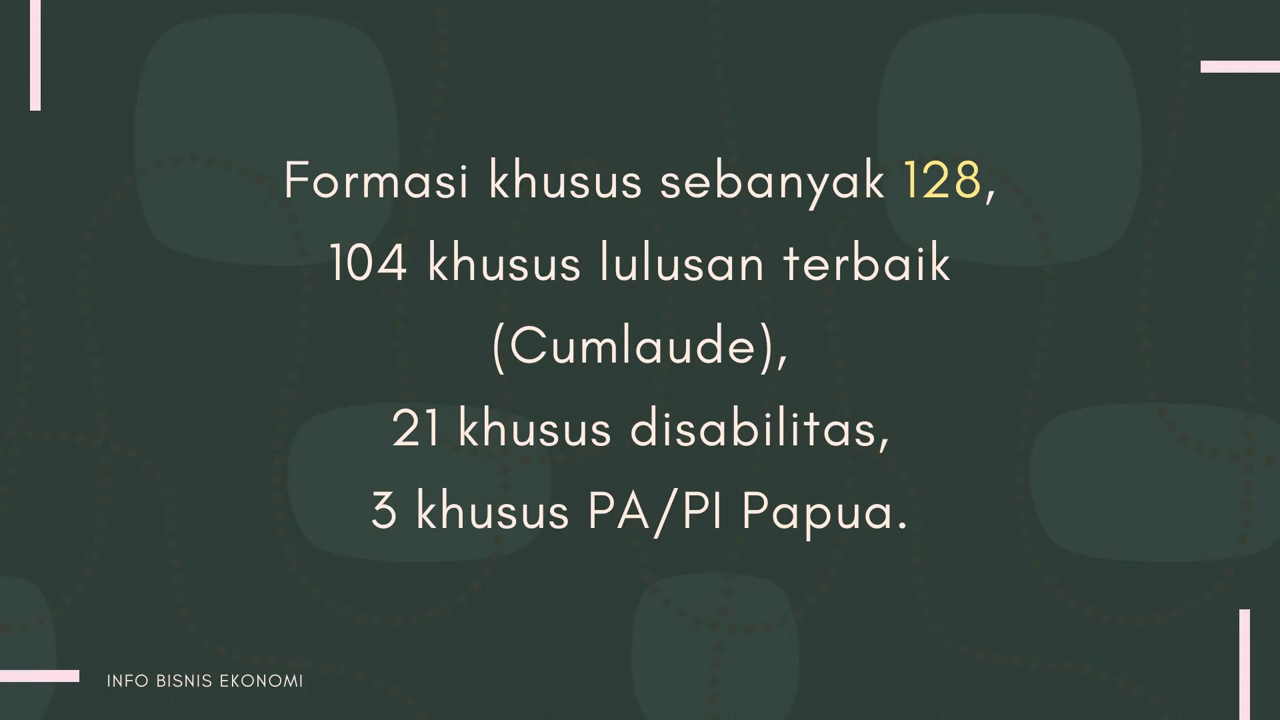 Formasi khusus sebanyak 128,
104 khusus lulusan terbaik
(Cumlaude),
21 khusus disabilitas,
3 khusus PA/PI Papua.
INFO BISNIS EKONOMI